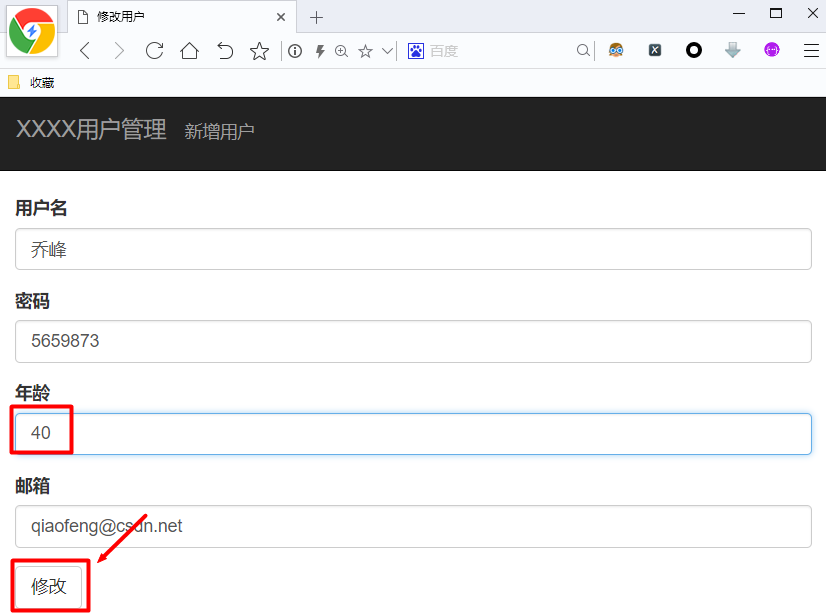 修改用户
百度
收藏
XXXX用户管理 新增用户
用户名
乔峰
密码
5659873
年龄
40
邮箱
qiaofeng@csdn.net
修改